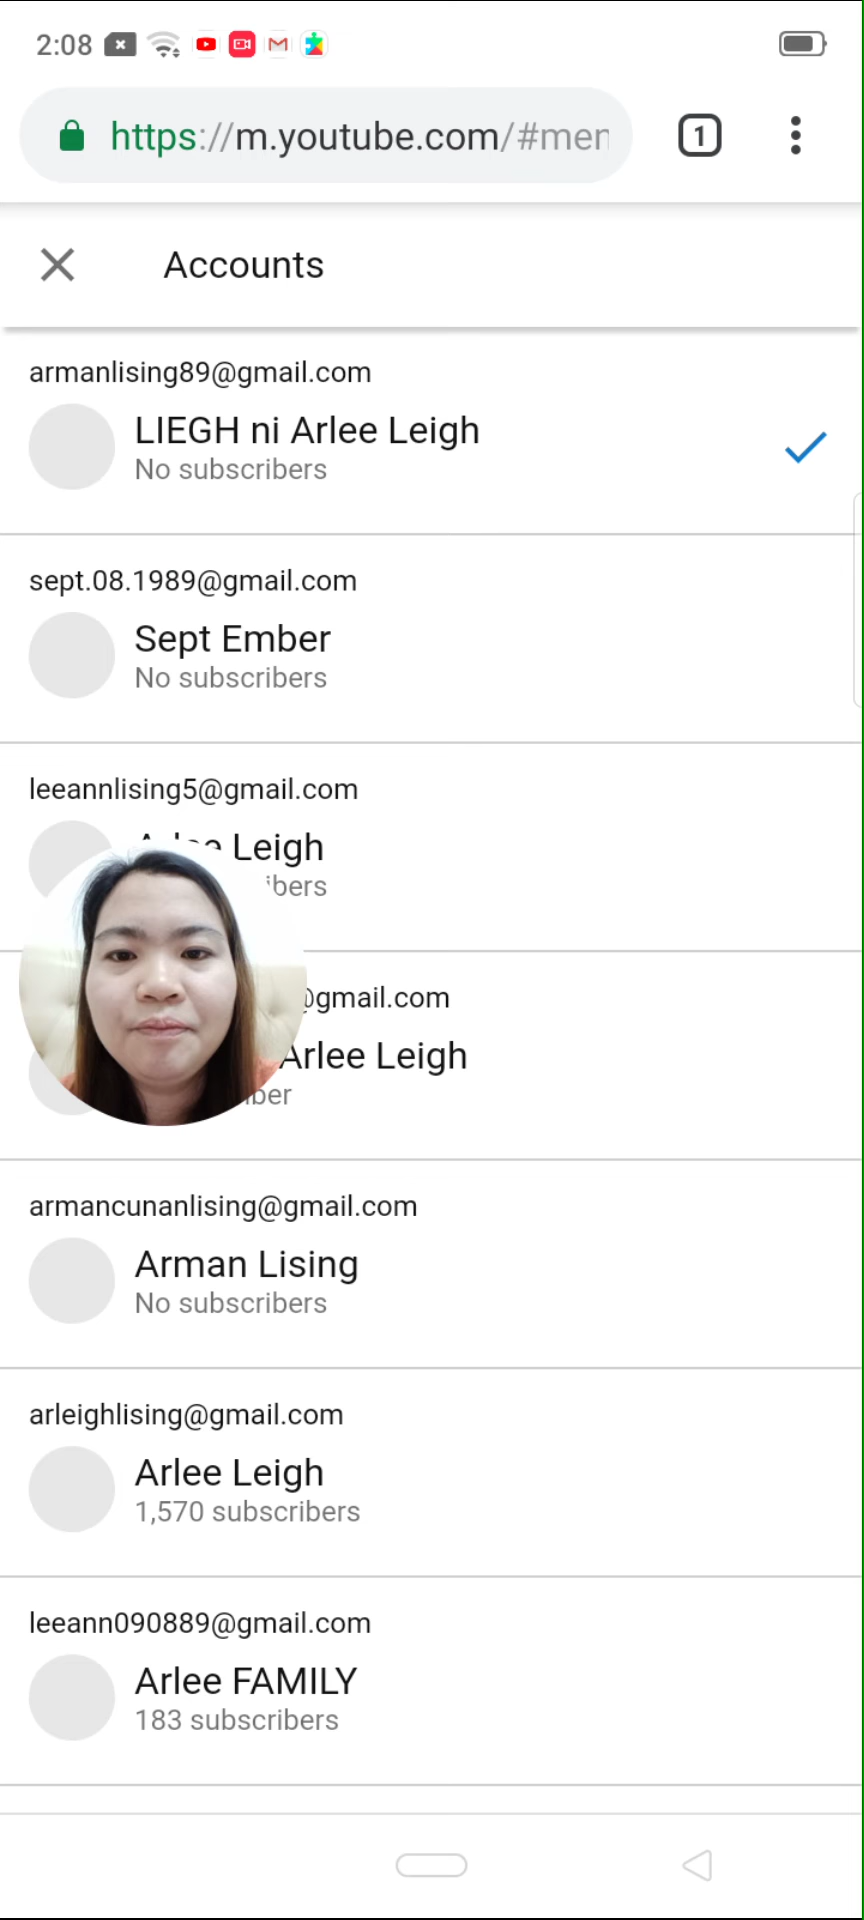 2:08
https://m.youtube.com/#men
1
Accounts
armanlising89@gmail.com
LIEGH ni Arlee Leigh
No subscribers
sept.08.1989@gmail.com
Sept Ember
No subscribers
leeannlising5@gmail.com
Leigh
@gmail.com
Arlee Leigh
armancunanlising@gmail.com
Arman Lising
No subscribers
arleighlising@gmail.com
Arlee Leigh
1,570 subscribers
leeann090889@gmail.com
Arlee FAMILY
183 subscribers